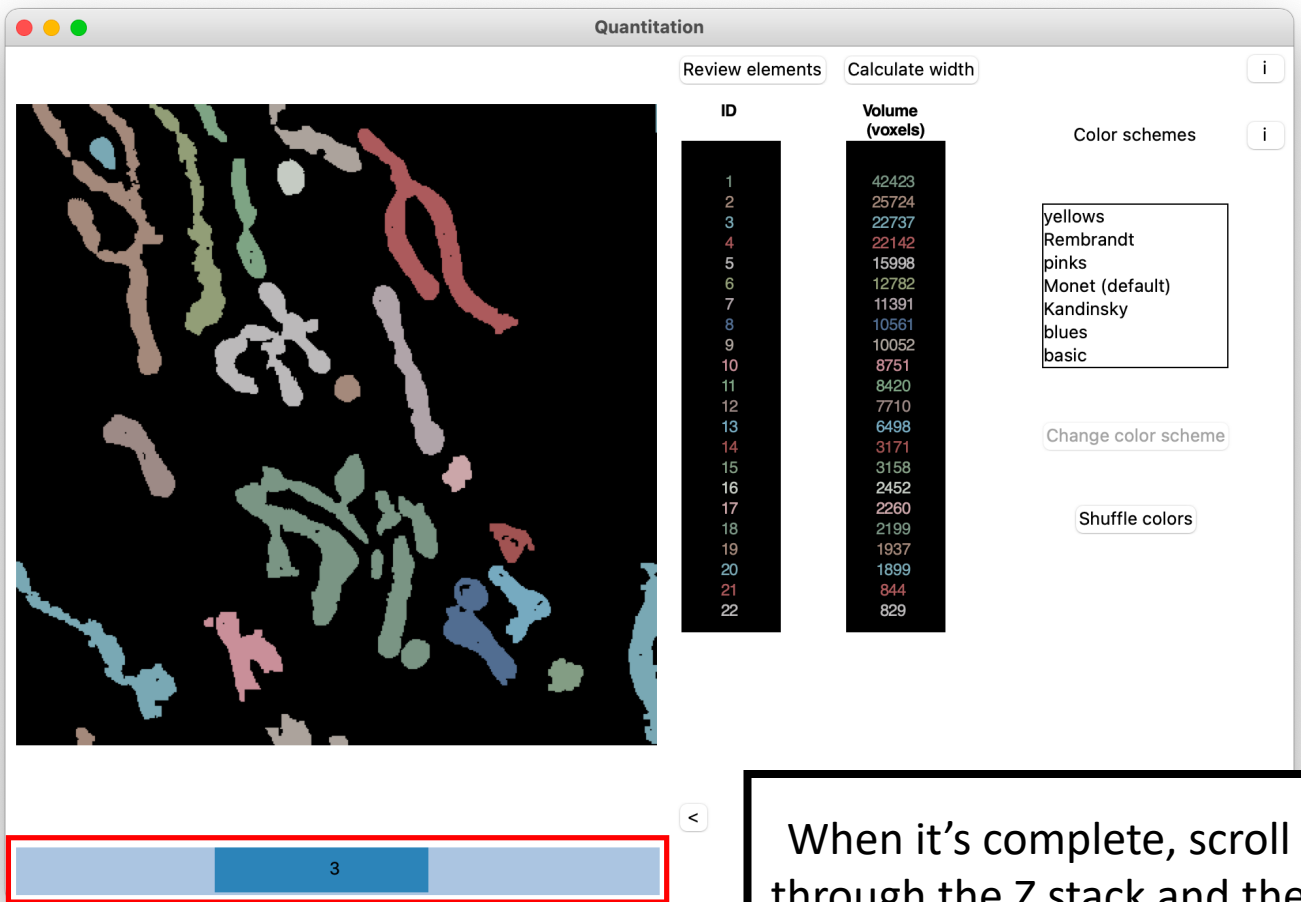 Quantitation
Review elements
Calculate width
i
ID
Volume
(voxels)
Color schemes
i
1 42423
2 25724
3 22737
4 22142
5 15998
6 12782
7 11391
8 10561
9 10052
10 8751
11 8420
12 7710
13 6498
14 3171
15 3158
16 2452
17 2260
18 2199
19 1937
20 1899
21 844
22 829
yellows
Rembrandt
pinks
Monet (default)
Kandinsky
blues
basic
Change color scheme
Shuffle colors
<
3
When it’s complete, scroll
through the Z stack and the